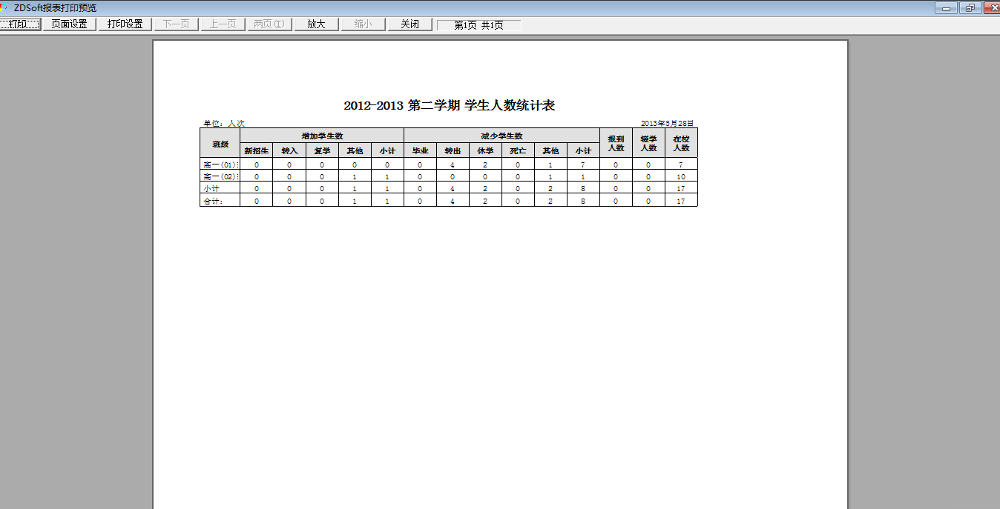 ZDSoft报表打印预览
打印 页面设置 打印设置 下一页 上一页 两页(T) 放大 缩小 关闭 第1页 共1页
2012-2013 第二学期 学生人数统计表
单位: 人次 2013年5月28日
班级 增加学生数 减少学生数 报到人数 辍学人数 在校人数
新招生 转入 复学 其他 小计 毕业 转出 休学 死亡 其他 小计
高一(01) 0 0 0 0 0 0 4 2 0 1 7 0 0 7
高一(02) 0 0 0 1 1 0 0 0 0 1 1 0 0 10
小计 0 0 0 1 1 0 4 2 0 2 8 0 0 17
合计: 0 0 0 1 1 0 4 2 0 2 8 0 0 17